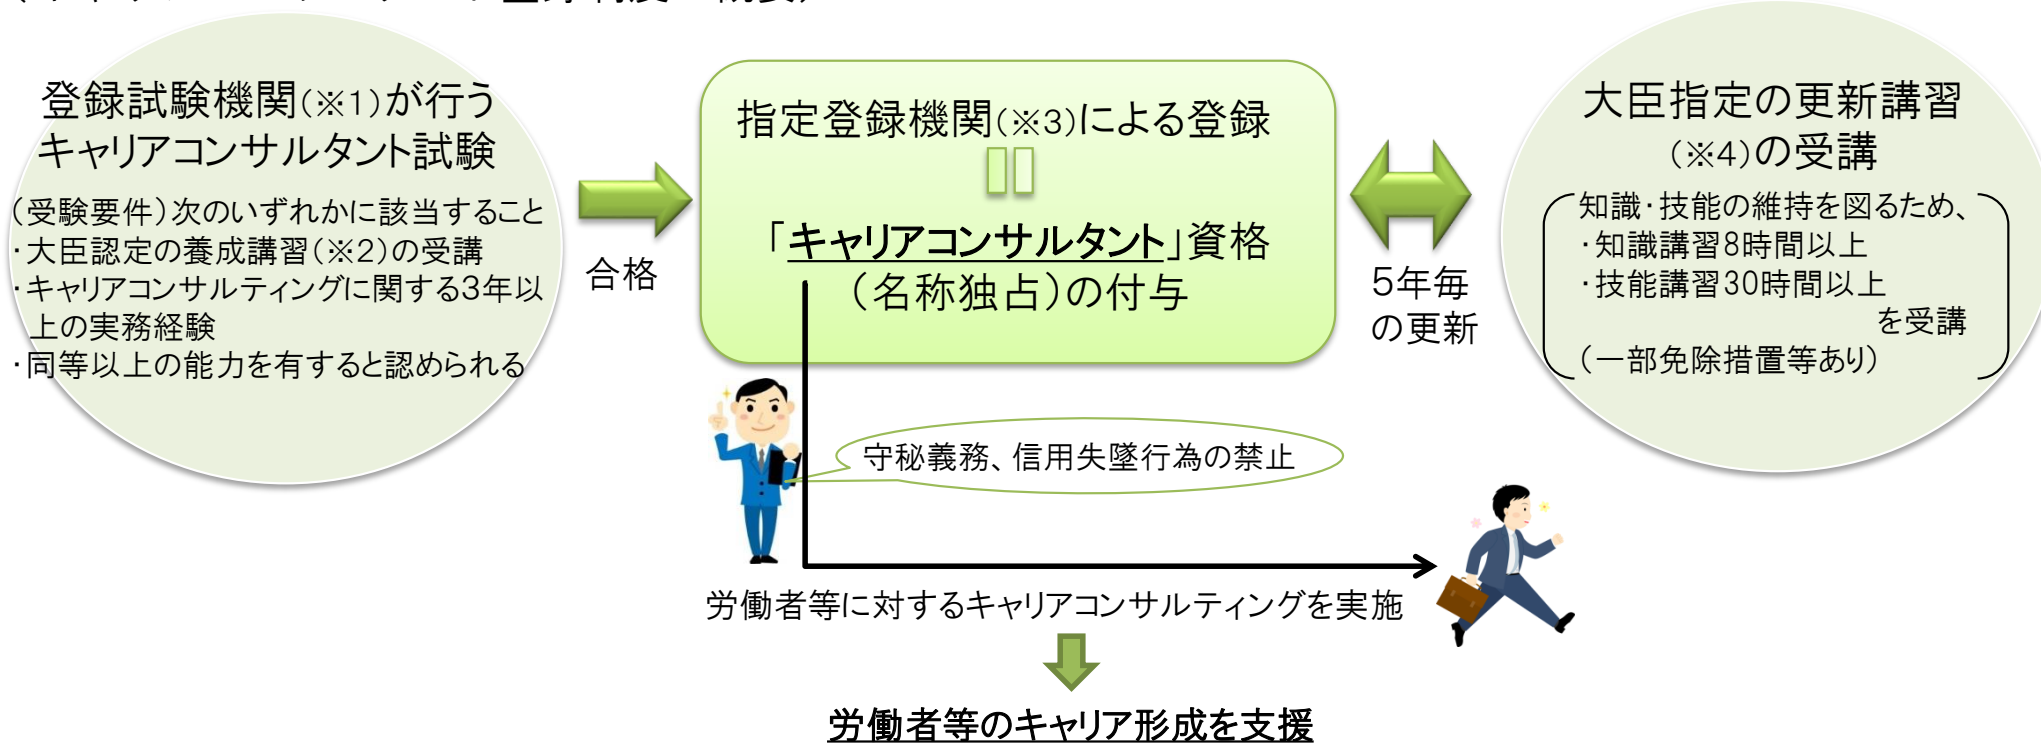 登録試験機関(※1)が行う
キャリアコンサルタント試験
(受験要件)次のいずれかに該当すること
・大臣認定の養成講習(※2)の受講
・キャリアコンサルティングに関する3年以
上の実務経験
・同等以上の能力を有すると認められる
合格
指定登録機関(※3)による登録
「キャリアコンサルタント」資格
(名称独占)の付与
5年毎
の更新
大臣指定の更新講習
(※4)の受講
知識・技能の維持を図るため、
・知識講習8時間以上
・技能講習30時間以上
を受講
(一部免除措置等あり)
守秘義務、信用失墜行為の禁止
労働者等に対するキャリアコンサルティングを実施
労働者等のキャリア形成を支援